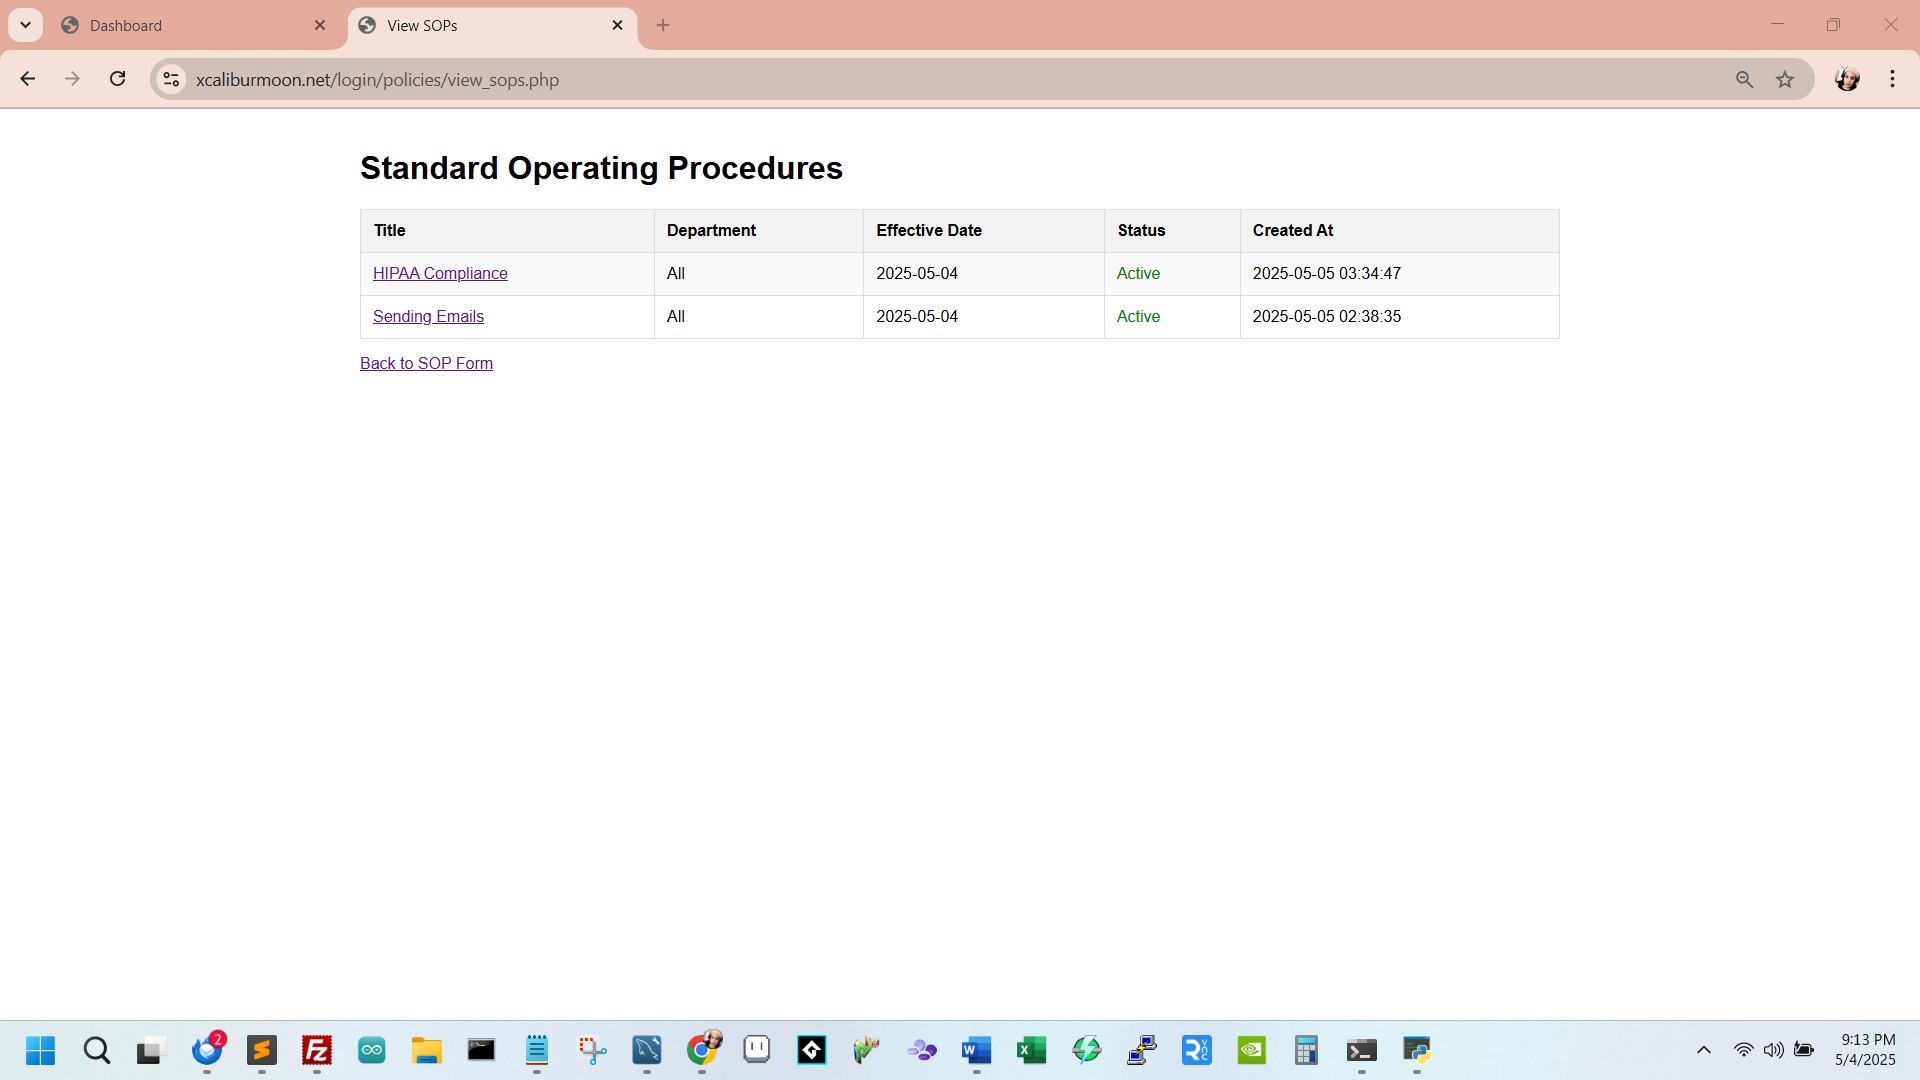 Dashboard
View SOPs
xcaliburmoon.net/login/policies/view_sops.php
Standard Operating Procedures
Title Department Effective Date Status Created At
HIPAA Compliance All 2025-05-04 Active 2025-05-05 03:34:47
Sending Emails All 2025-05-04 Active 2025-05-05 02:38:35
Back to SOP Form
2
9:13 PM
5/4/2025